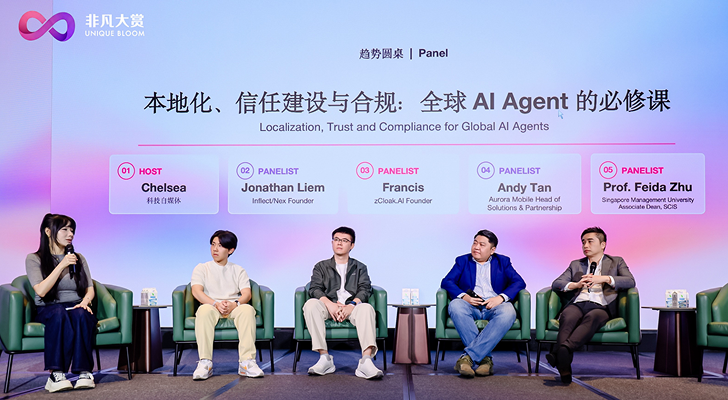 非凡大赏
UNIQUE BLOOM
趋势圆桌 | Panel
本地化、信任建设与合规：全球 AI Agent 的必修课
Localization, Trust and Compliance for Global AI Agents
01 HOST
Chelsea
科技自媒体
02 PANELIST
Jonathan Liem
Inflect/Nex Founder
03 PANELIST
Francis
zCloak.AI Founder
04 PANELIST
Andy Tan
Aurora Mobile Head of
Solutions & Partnership
05 PANELIST
Prof. Feida Zhu
Singapore Management University
Associate Dean, SCIS